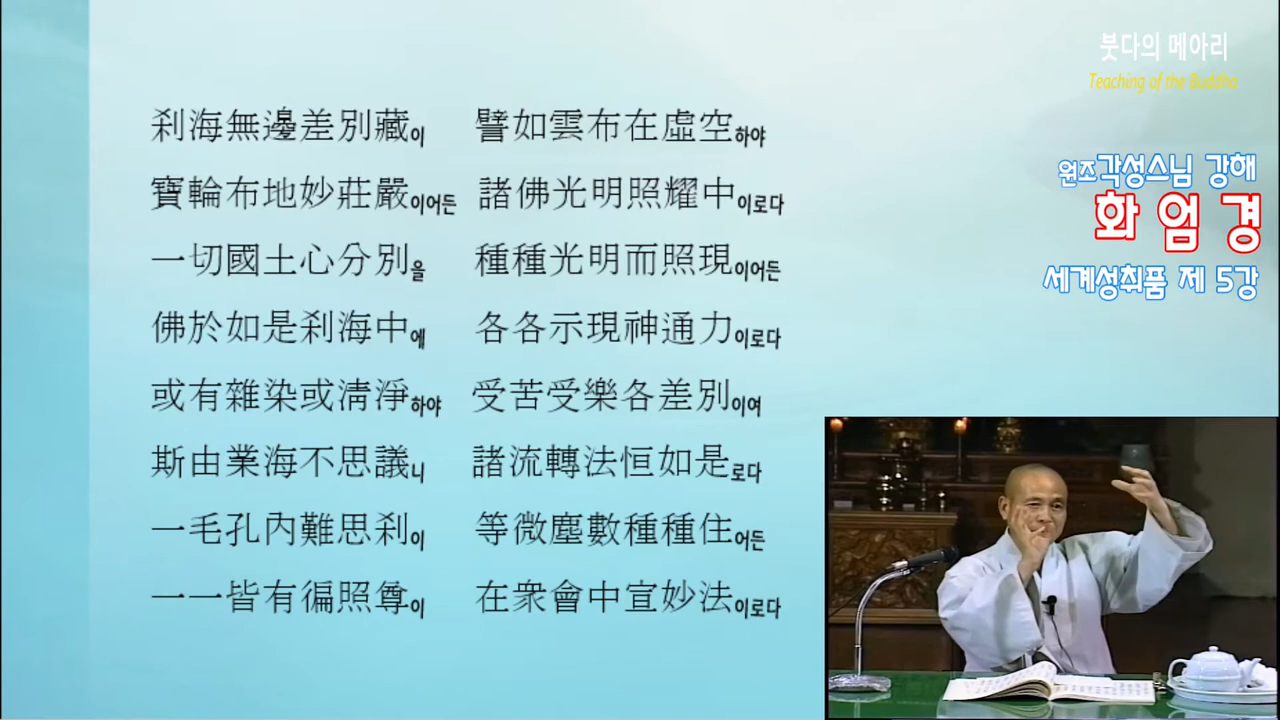 刹海無邊差別藏이 譬如雲布在虛空하야
寶輪布地妙莊嚴이어든 諸佛光明照耀中이로다
一切國土心分別을 種種光明而照現이어든
佛於如是刹海中에 各各示現神通力이로다
或有雜染或淸淨하야 受苦受樂各差別이여
斯由業海不思議니 諸流轉法恒如是로다
一毛孔內難思刹이 等微塵數種種住어든
一一皆有徧照尊이 在衆會中宣妙法이로다
붓다의 메아리
Teaching of the Buddha
원조각성스님 강해
화엄경
세계성취품 제 5강